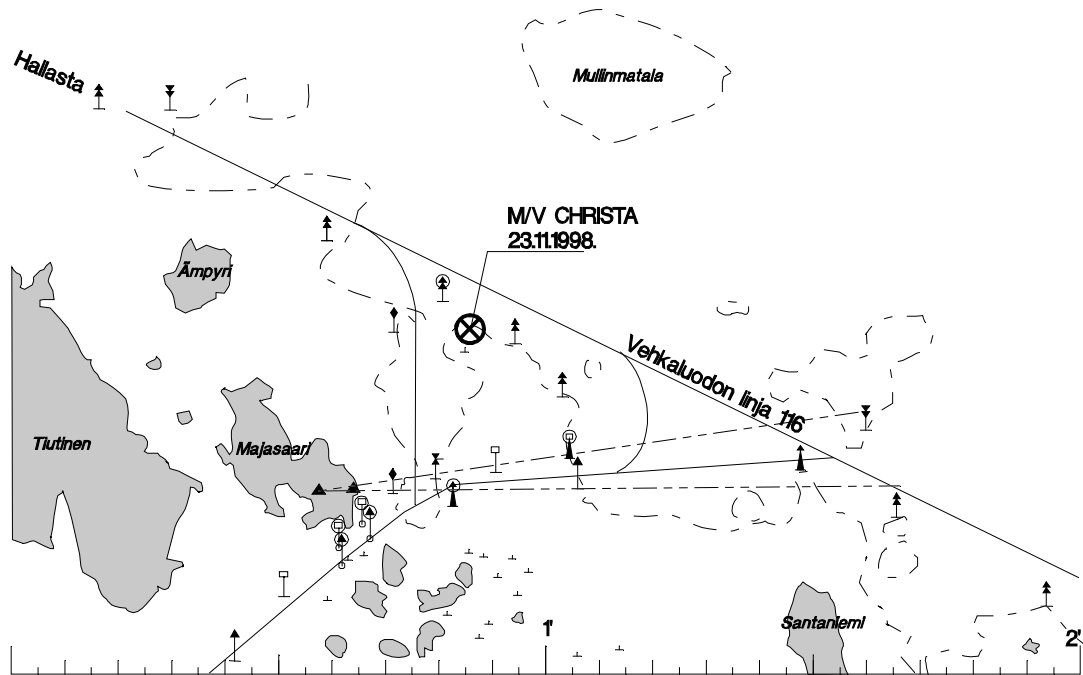 Hallasta
Mullinmatala
M/V CHRISTA
23.11.1998.
Ämpyri
Vehkaluodon linja 116
Tiutinen
Majasaari
Santaniemi
1'
2'